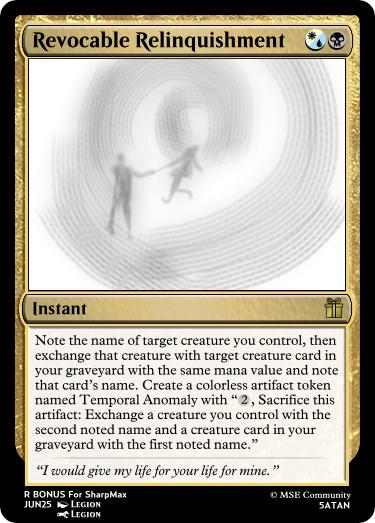 Revocable Relinquishment
Instant
Note the name of target creature you control, then
exchange that creature with target creature card in
your graveyard with the same mana value and note
that card's name. Create a colorless artifact token
named Temporal Anomaly with “2, Sacrifice this
artifact: Exchange a creature you control with the
second noted name and a creature card in your
graveyard with the first noted name.”
“I would give my life for your life for mine.”
R BONUS For SharpMax
JUN25 Legion
Legion
© MSE Community
5ATAN